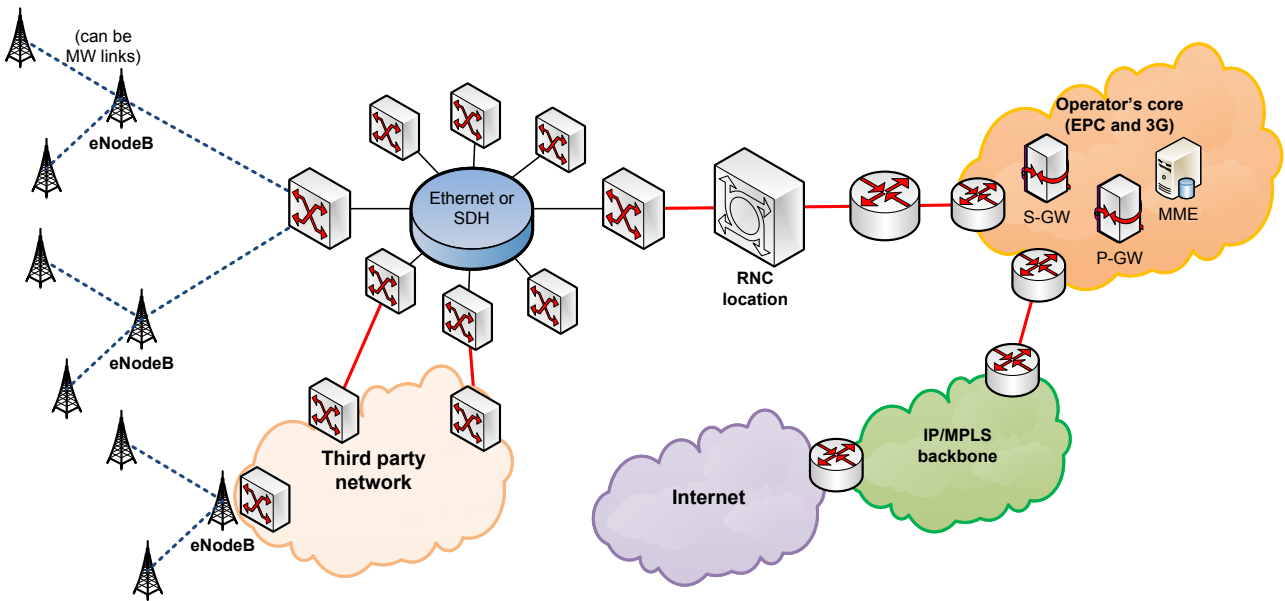 (can be
MW links)
eNodeB
Ethernet or
SDH
Operator's core
(EPC and 3G)
S-GW
MME
P-GW
RNC
location
eNodeB
IP/MPLS
backbone
Third party
network
Internet
eNodeB